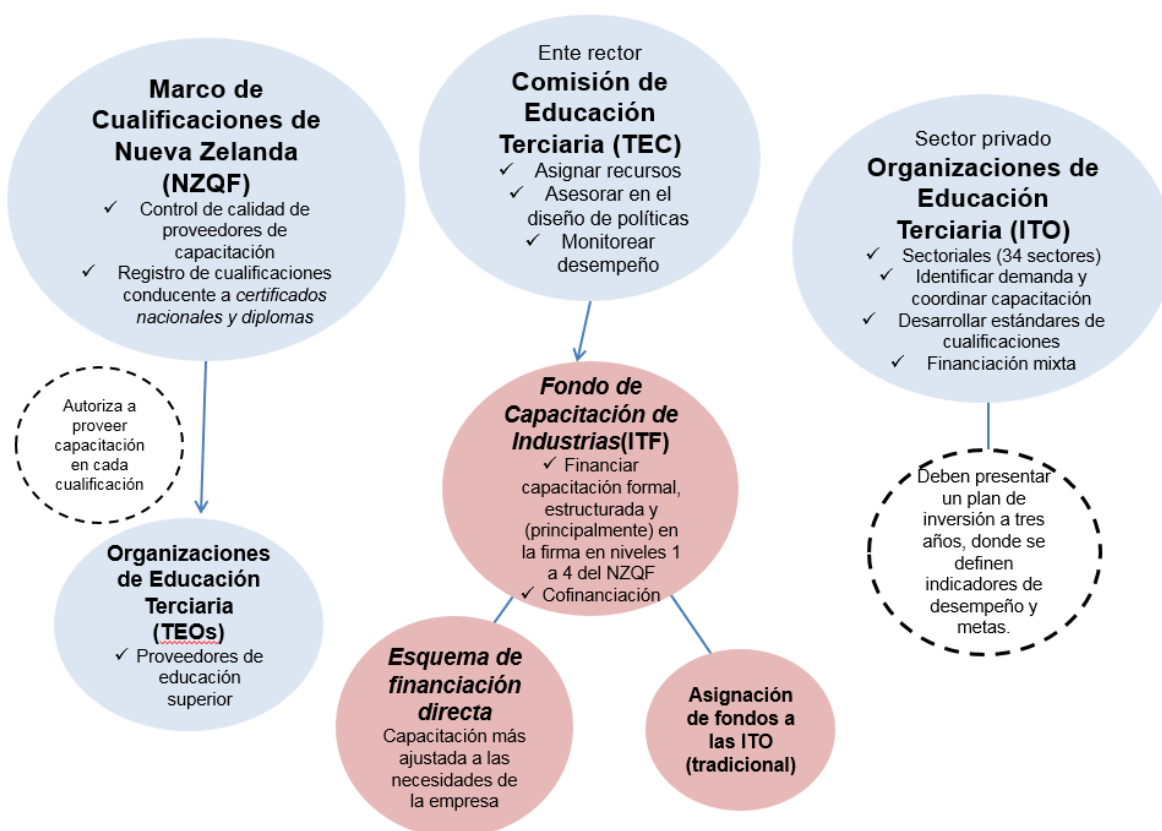 Marco de
Cualificaciones de
Nueva Zelanda
(NZQF)
✓ Control de calidad de
proveedores de
capacitación
✓ Registro de cualificaciones
conducente a certificados
nacionales y diplomas
Autoriza a
proveer
capacitación
en cada
cualificación
Organizaciones
de Educación
Terciaria
(TEOs)
✓ Proveedores de
educación
superior
Ente rector
Comisión de
Educación
Terciaria (TEC)
✓ Asignar recursos
✓ Asesorar en el
diseño de políticas
✓ Monitorear
desempeño
Fondo de
Capacitación de
Industrias(ITF)
✓ Financiar
capacitación formal,
estructurada y
(principalmente) en
la firma en niveles 1
a 4 del NZQF
✓ Cofinanciación
Esquema de
financiación
directa
Capacitación más
ajustada a las
necesidades de
la empresa
Asignación
de fondos a
las ITO
(tradicional)
Sector privado
Organizaciones de
Educación
Terciaria (ITO)
✓ Sectoriales (34 sectores)
✓ Identificar demanda y
coordinar capacitación
✓ Desarrollar estándares de
cualificaciones
✓ Financiación mixta
Deben presentar
un plan de
inversión a tres
años, donde se
definen
indicadores de
desempeño y
metas.